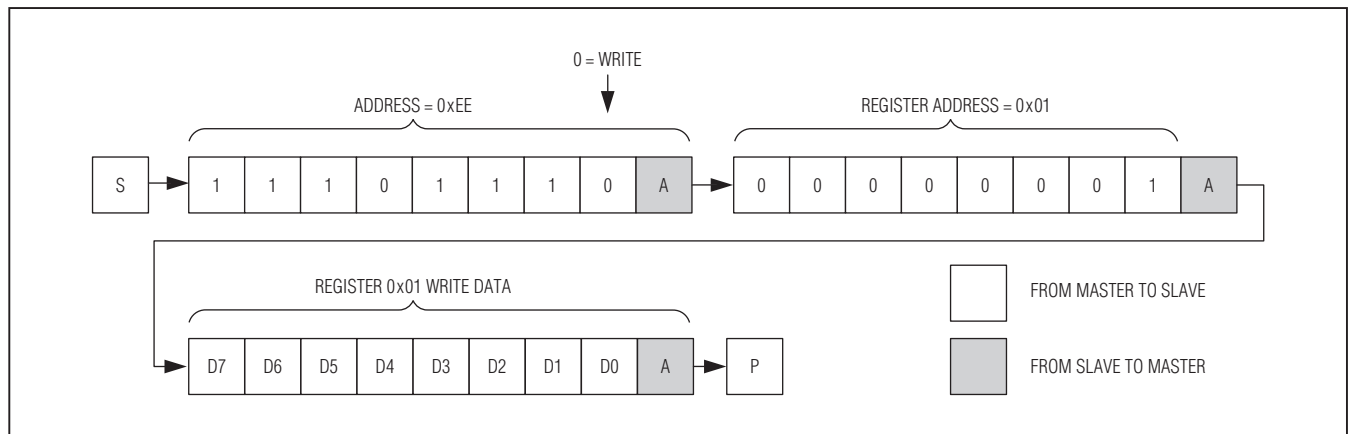 0 = WRITE
ADDRESS = 0xEE
REGISTER ADDRESS = 0x01
S 1 1 1 0 1 1 1 0 A 0 0 0 0 0 0 0 1 A
REGISTER 0x01 WRITE DATA
D7 D6 D5 D4 D3 D2 D1 D0 A P
FROM MASTER TO SLAVE
FROM SLAVE TO MASTER